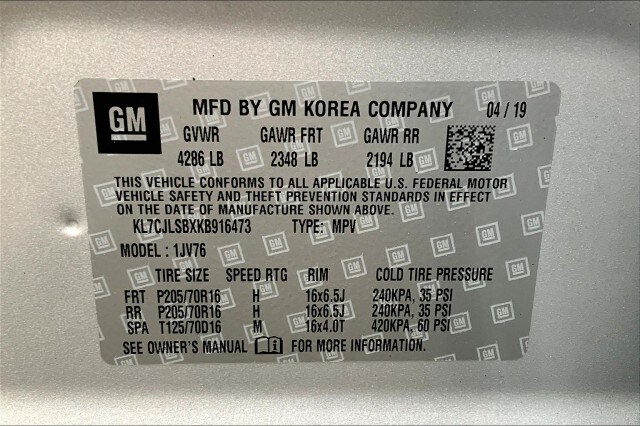 GM MFD BY GM KOREA COMPANY 04 / 19
GVWR GAWR FRT GAWR RR
4286 LB 2348 LB 2194 LB
THIS VEHICLE CONFORMS TO ALL APPLICABLE U.S. FEDERAL MOTOR
VEHICLE SAFETY AND THEFT PREVENTION STANDARDS IN EFFECT
ON THE DATE OF MANUFACTURE SHOWN ABOVE.
KL7CJLSBXKB916473 TYPE: MPV
MODEL : 1JV76
TIRE SIZE SPEED RTG RIM COLD TIRE PRESSURE
FRT P205/70R16 H 16x6.5J 240KPA, 35 PSI
RR P205/70R16 H 16x6.5J 240KPA, 35 PSI
SPA T125/70D16 M 16x4.0T 420KPA, 60 PSI
SEE OWNER'S MANUAL FOR MORE INFORMATION